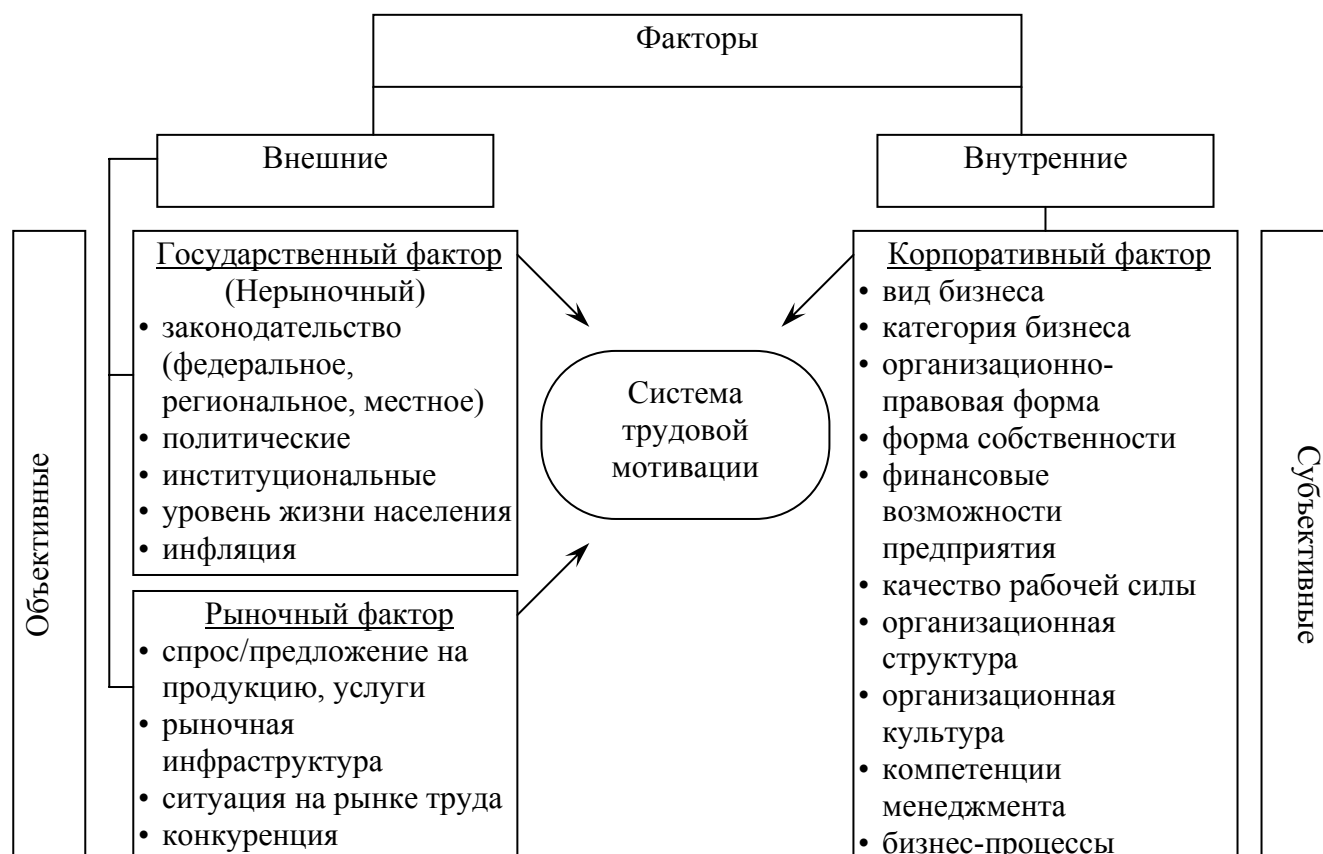 Факторы
Внешние
Внутренние
Объективные
Государственный фактор
(Нерыночный)
• законодательство
(федеральное,
региональное, местное)
• политические
• институциональные
• уровень жизни населения
• инфляция
Рыночный фактор
• спрос/предложение на
продукцию, услуги
• рыночная
инфраструктура
• ситуация на рынке труда
• конкуренция
Система
трудовой
мотивации
Корпоративный фактор
• вид бизнеса
• категория бизнеса
• организационно-
правовая форма
• форма собственности
• финансовые
возможности
предприятия
• качество рабочей силы
• организационная
структура
• организационная
культура
• компетенции
менеджмента
• бизнес-процессы
Субъективные